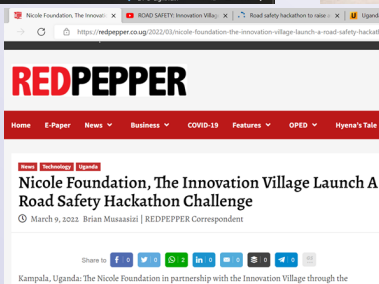 Nicole Foundation, The Innovati
ROAD SAFETY: Innovation Villag
Road safety hackathon to raise a
Uganda
https://redpepper.co.ug/2022/03/nicole-foundation-the-innovation-village-launch-a-road-safety-hackat
REDPEPPER
Home E-Paper News Business COVID-19 Features OPED Hyena's Tale
News Technology Uganda
Nicole Foundation, The Innovation Village Launch A
Road Safety Hackathon Challenge
March 9, 2022 Brian Musaasizi | REDPEPPER Correspondent
Share to f 0 0 2 in 0 0 0 0
Kampala, Uganda: The Nicole Foundation in partnership with the Innovation Village through the